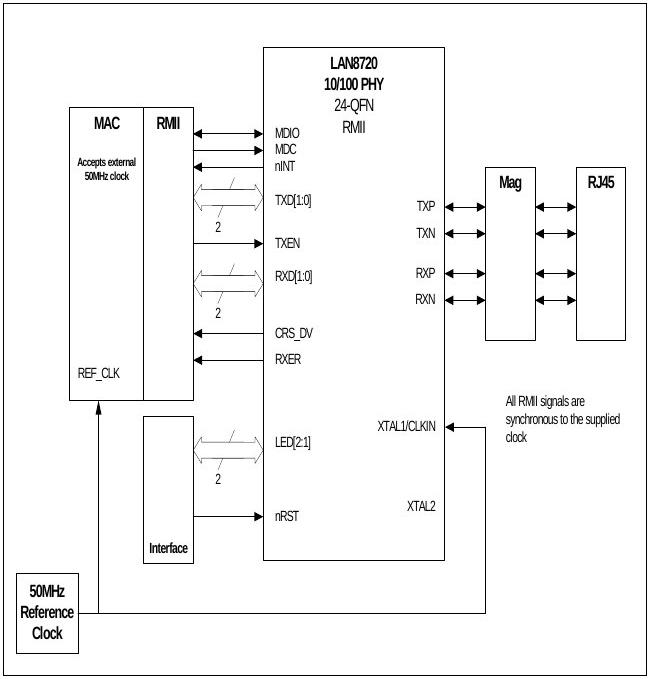 LAN8720
10/100 PHY
24-QFN
RMII
MAC
RMII
Accepts external
50MHz clock
REF_CLK
MDIO
MDC
nINT
TXD[1:0]
2
TXEN
RXD[1:0]
2
CRS_DV
RXER
LED[2:1]
2
nRST
TXP
TXN
RXP
RXN
XTAL1/CLKIN
XTAL2
Mag
RJ45
All RMII signals are
synchronous to the supplied
clock
Interface
50MHz
Reference
Clock